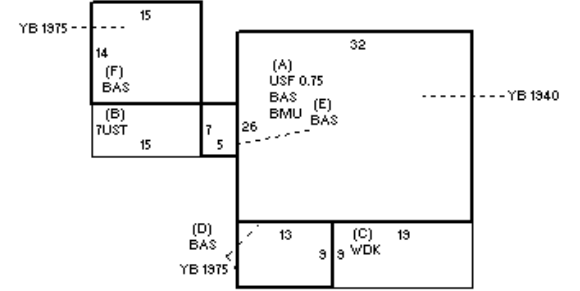 15
YB 1975
32
14
(F)
BAS
(A)
USF 0.75
BAS
BMU
(E)
BAS
YB 1940
(B)
7UST
15
7
5
26
(D)
BAS
YB 1975
13
9
9
(C)
WDK
19